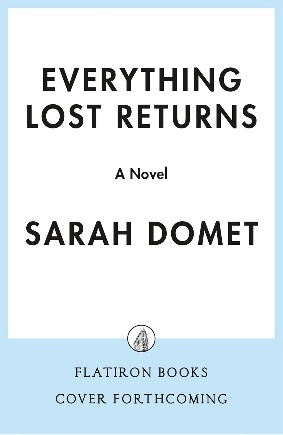 EVERYTHING
LOST RETURNS
A Novel
SARAH DOMET
FLATIRON BOOKS
COVER FORTHCOMING